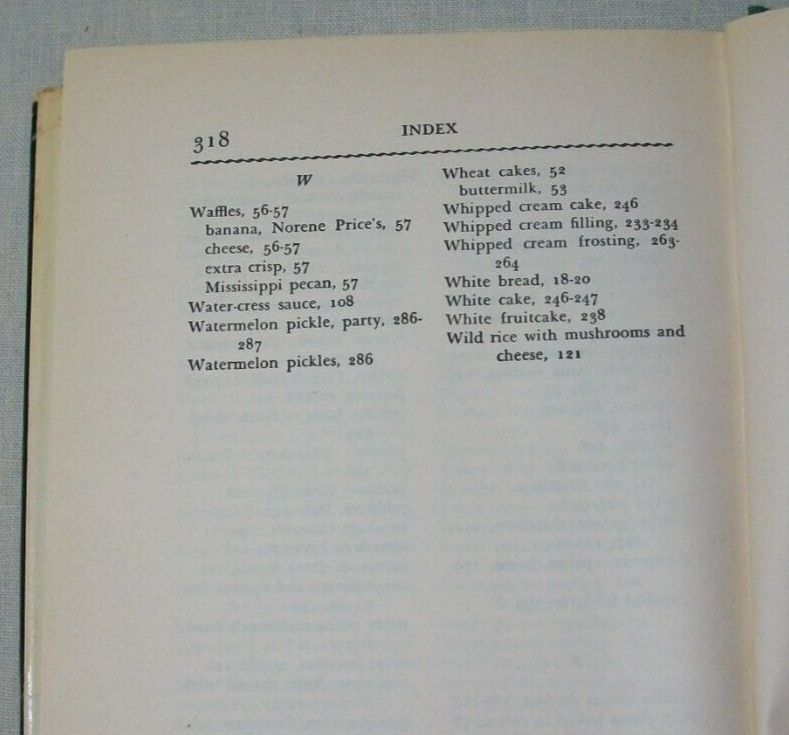 318
INDEX
W
Waffles, 56-57
banana, Norene Price's, 57
cheese, 56-57
extra crisp, 57
Mississippi pecan, 57
Water-cress sauce, 108
Watermelon pickle, party, 286-
287
Watermelon pickles, 286
Wheat cakes, 52
buttermilk, 53
Whipped cream cake, 246
Whipped cream filling, 233-234
Whipped cream frosting, 263-
264
White bread, 18-20
White cake, 246-247
White fruitcake, 238
Wild rice with mushrooms and
cheese, 121